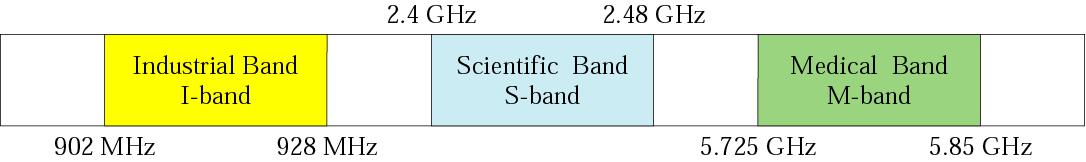 2.4 GHz 2.48 GHz
Industrial Band Scientific Band Medical Band
I-band S-band M-band
902 MHz 928 MHz 5.725 GHz 5.85 GHz